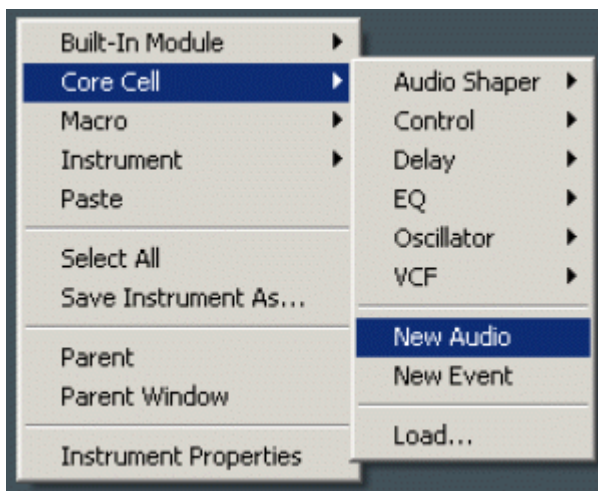 Built-In Module
Core Cell
Macro
Instrument
Paste
Select All
Save Instrument As...
Parent
Parent Window
Instrument Properties
Audio Shaper
Control
Delay
EQ
Oscillator
VCF
New Audio
New Event
Load...